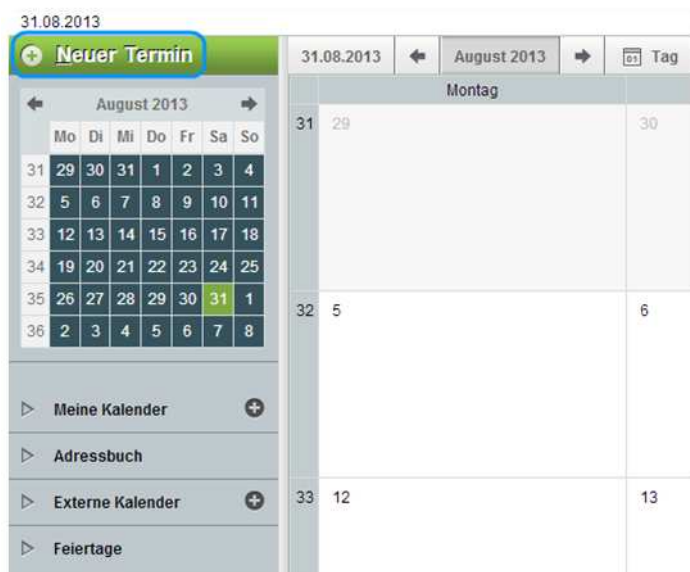 31.08.2013
Neuer Termin
August 2013
Mo Di Mi Do Fr Sa So
31 29 30 31 1 2 3 4
32 5 6 7 8 9 10 11
33 12 13 14 15 16 17 18
34 19 20 21 22 23 24 25
35 26 27 28 29 30 31 1
36 2 3 4 5 6 7 8
Meine Kalender
Adressbuch
Externe Kalender
Feiertage
31.08.2013 August 2013 01 Tag
Montag
31 29 30
32 5 6
33 12 13